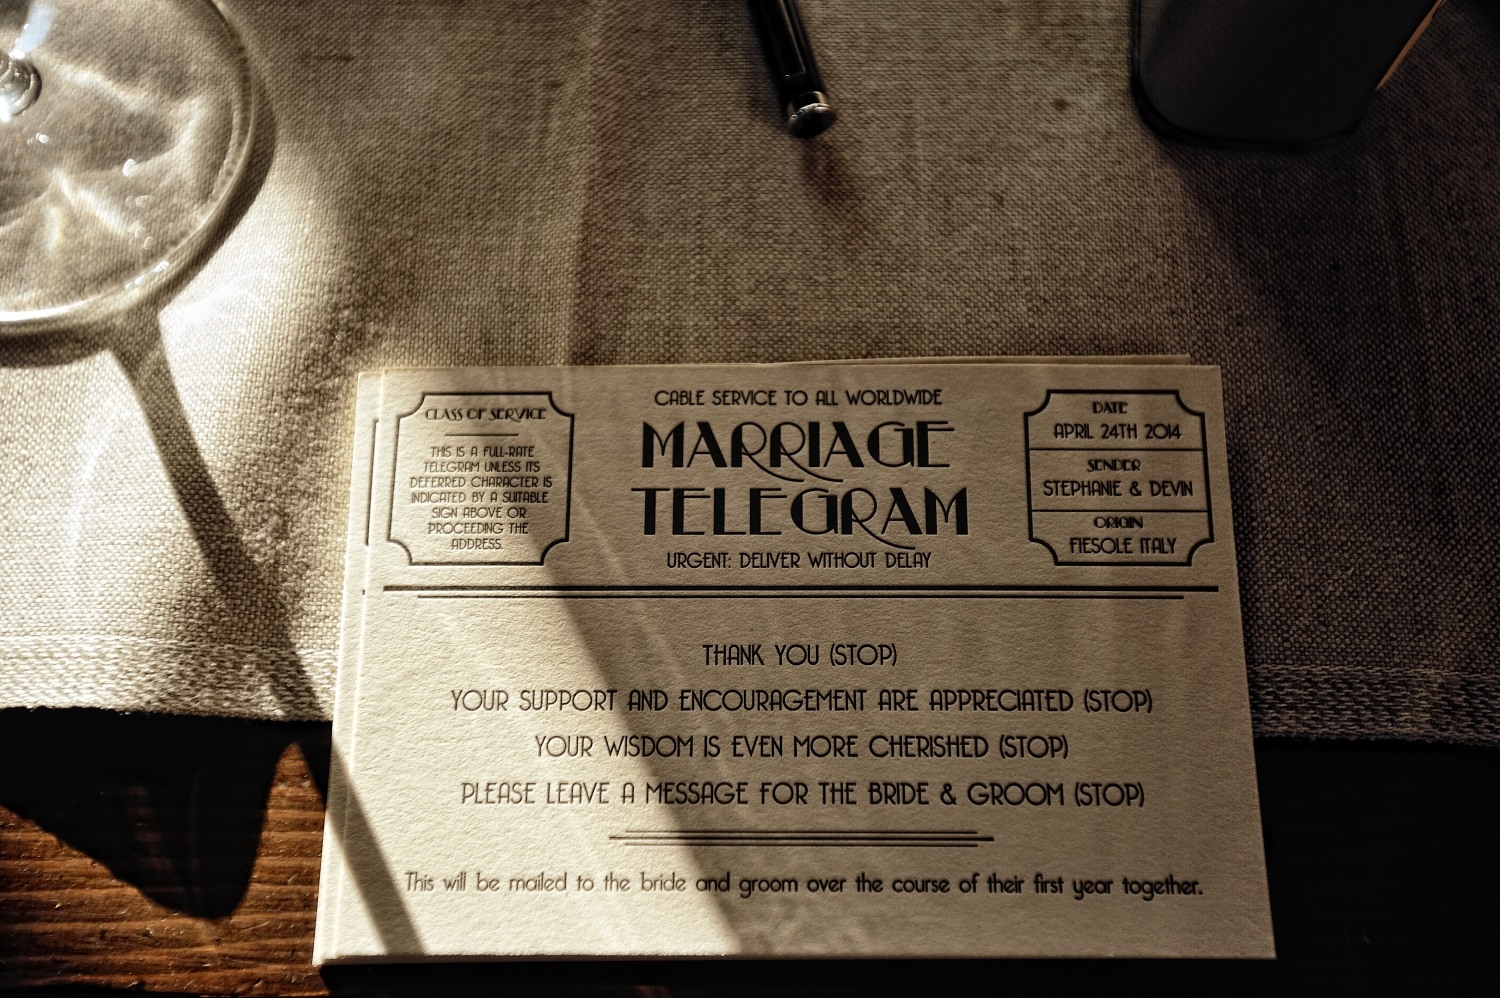 CLASS OF SERVICE
THIS IS A FULL-RATE
TELEGRAM UNLESS ITS
DEFERRED CHARACTER IS
INDICATED BY A SUITABLE
SIGN ABOVE OR
PROCEEDING THE
ADDRESS.
CABLE SERVICE TO ALL WORLDWIDE
MARRIAGE
TELEGRAM
URGENT: DELIVER WITHOUT DELAY
DATE
APRIL 24TH 2014
SENDER
STEPHANIE & DEVIN
ORIGIN
FIESOLE ITALY
THANK YOU (STOP)
YOUR SUPPORT AND ENCOURAGEMENT ARE APPRECIATED (STOP)
YOUR WISDOM IS EVEN MORE CHERISHED (STOP)
PLEASE LEAVE A MESSAGE FOR THE BRIDE & GROOM (STOP)
This will be mailed to the bride and groom over the course of their first year together.